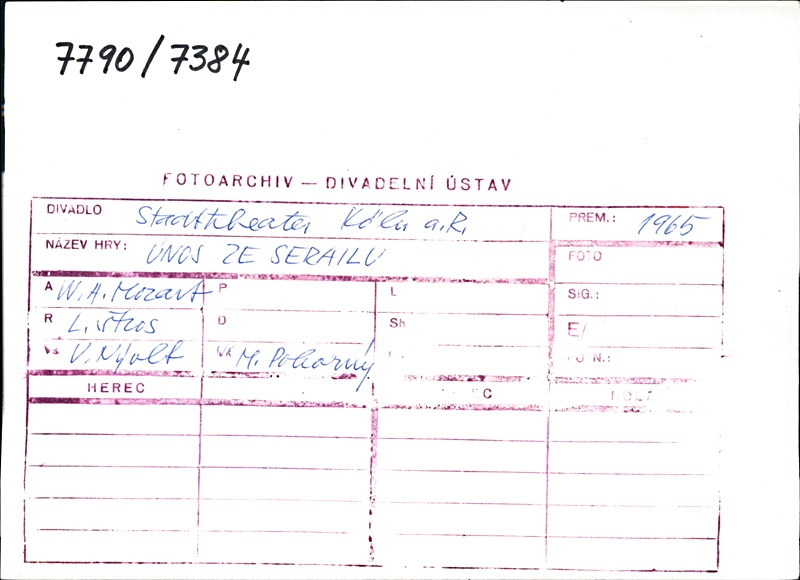 7790/7384
FOTOARCHIV — DIVADELNÍ ÚSTAV
DIVADLO Stadttheater Köln a.R. PREM.: 1965
NÁZEV HRY: ÚNOS ZE SERAILU FOTO
A W.A. Mozart P L SIG.:
R L. Štros D Sh E/
Vs V. Nývlt VK M. Pokorný N.:
HEREC